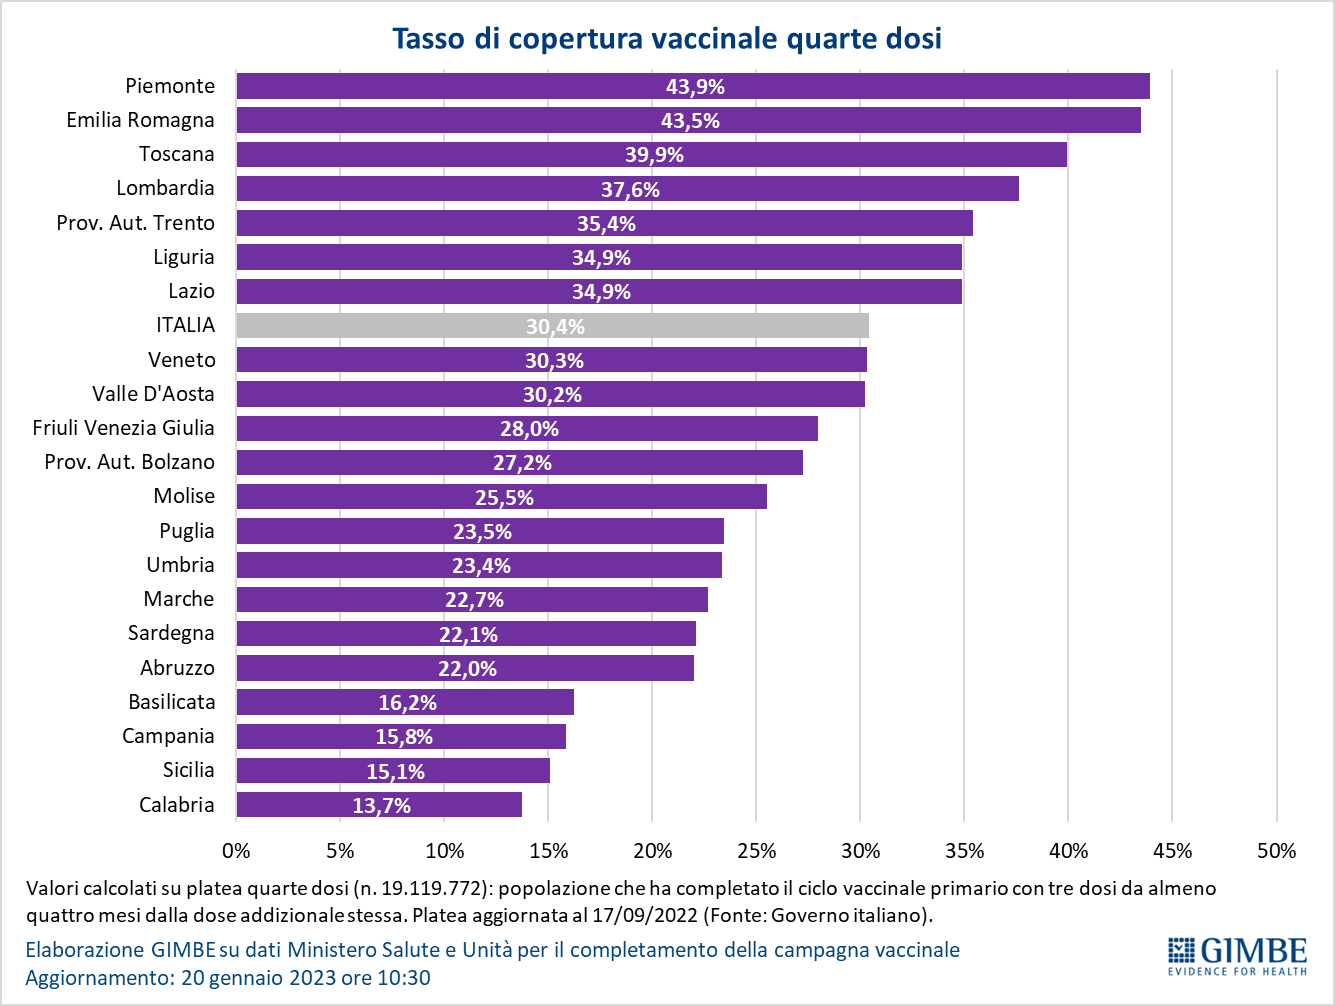 Tasso di copertura vaccinale quarte dosi
Piemonte 43,9%
Emilia Romagna 43,5%
Toscana 39,9%
Lombardia 37,6%
Prov. Aut. Trento 35,4%
Liguria 34,9%
Lazio 34,9%
ITALIA 30,4%
Veneto 30,3%
Valle D'Aosta 30,2%
Friuli Venezia Giulia 28,0%
Prov. Aut. Bolzano 27,2%
Molise 25,5%
Puglia 23,5%
Umbria 23,4%
Marche 22,7%
Sardegna 22,1%
Abruzzo 22,0%
Basilicata 16,2%
Campania 15,8%
Sicilia 15,1%
Calabria 13,7%
0% 5% 10% 15% 20% 25% 30% 35% 40% 45% 50%
Valori calcolati su platea quarte dosi (n. 19.119.772): popolazione che ha completato il ciclo vaccinale primario con tre dosi da almeno
quattro mesi dalla dose addizionale stessa. Platea aggiornata al 17/09/2022 (Fonte: Governo italiano).
Elaborazione GIMBE su dati Ministero Salute e Unità per il completamento della campagna vaccinale
Aggiornamento: 20 gennaio 2023 ore 10:30
GIMBE
EVIDENCE FOR HEALTH